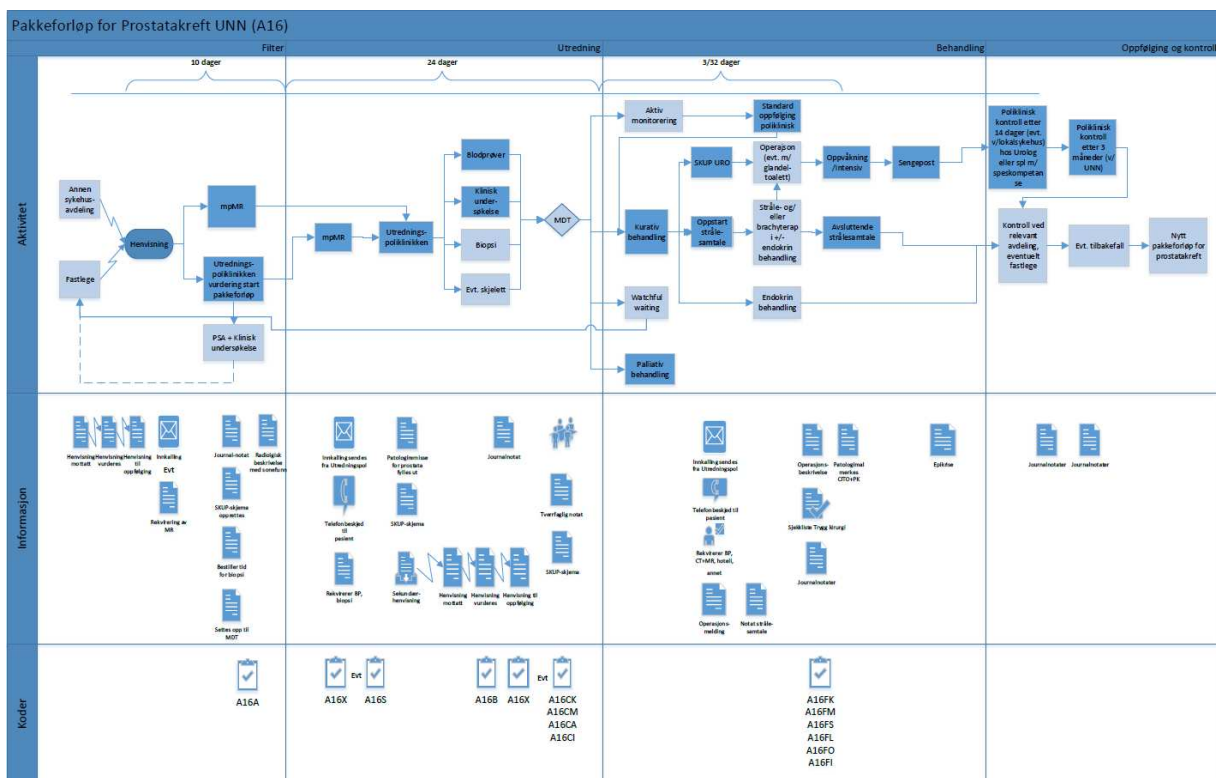 Pakkeforløp for Prostatakreft UNN (A16)
Filter
Utredning
Behandling
Oppfølging og kontroll
Aktivitet
10 dager
24 dager
3/32 dager
Annen
sykehus-
avdeling
Fastlege
Henvisning
mpMR
Utrednings-
poliklinikken
vurdering start
pakkeforløp
PSA + Klinisk
undersøkelse
mpMR
Utrednings-
poliklinikken
Blodprøver
Klinisk
under-
søkelse
Biopsi
Evt. skjelett
MDT
Aktiv
monitorering
Standard
oppfølging
poliklinisk
Kurativ
behandling
SKUP URO
Operajson
(evt. m/
glandel-
toalett)
Oppvåkning
/intensiv
Sengepost
Oppstart
stråle-
samtale
Stråle- og/
eller
brachyterap
i +/-
endokrin
behandling
Avsluttende
strålesamtale
Watchful
waiting
Endokrin
behandling
Palliativ
behandling
Poliklinisk
kontroll etter
14 dager (evt.
v/lokalsykehus)
hos Urolog
eller spl m/
speskompetan
se
Poliklinisk
kontroll
etter 3
måneder (v/
UNN)
Kontroll ved
relevant
avdeling,
eventuelt
fastlege
Evt. tilbakefall
Nytt
pakkeforløp for
prostatakreft
Informasjon
Henvisning
mottatt
Henvisning
vurderes
Henvisning
til
oppfølging
Innkalling
Evt
Rekvirering av
MR
Journal-notat
Radiologisk
beskrivelse
SKUP-skjema
opprettes
Bestiller tid
for biopsi
Settes opp til
MDT
Innkalling sendes
fra Utredningspol
Telefonbeskjed
til
pasient
Rekvirerer BP,
biopsi
Patologiremisse
for prostata
fylles ut
SKUP-skjema
Sekundær-
henvisning
Henvisning
mottatt
Henvisning
vurderes
Henvisning til
oppfølging
Journalnotat
Tverrfaglig notat
SKUP-skjema
Innkalling sendes
fra Utredningspol
Telefonbeskjed til
pasient
Rekvirerer BP,
CT+MR, hotell,
annet
Operasjons-
melding
Notat stråle-
samtale
Operasjons-
beskrivelse
Patologimal
merkes
CITO+PK
Sjekkliste Trygg kirurgi
Journalnotater
Epikrise
Journalnotater
Journalnotater
Koder
A16A
A16X
Evt
A16S
A16B
A16X
Evt
A16CK
A16CM
A16CA
A16CI
A16FK
A16FM
A16FS
A16FL
A16FO
A16FI